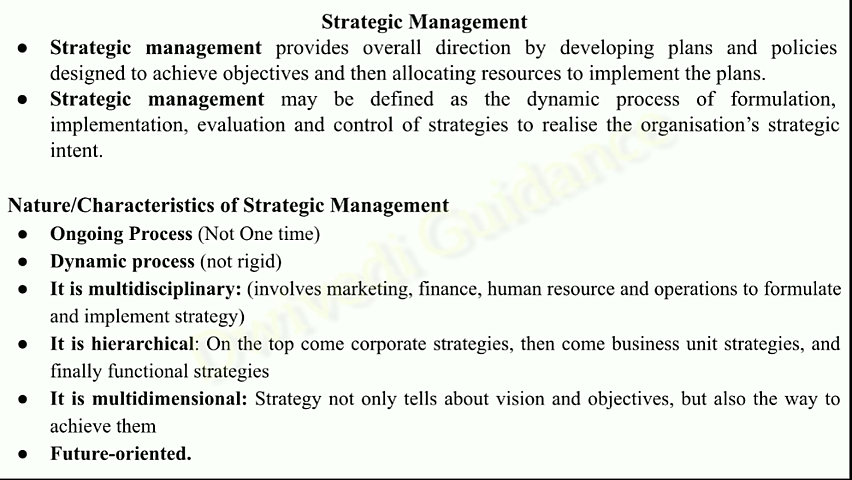 Strategic Management
● Strategic management provides overall direction by developing plans and policies
designed to achieve objectives and then allocating resources to implement the plans.
● Strategic management may be defined as the dynamic process of formulation,
implementation, evaluation and control of strategies to realise the organisation’s strategic
intent.
Nature/Characteristics of Strategic Management
● Ongoing Process (Not One time)
● Dynamic process (not rigid)
● It is multidisciplinary: (involves marketing, finance, human resource and operations to formulate
and implement strategy)
● It is hierarchical: On the top come corporate strategies, then come business unit strategies, and
finally functional strategies
● It is multidimensional: Strategy not only tells about vision and objectives, but also the way to
achieve them
● Future-oriented.
Dwivedi Guidance